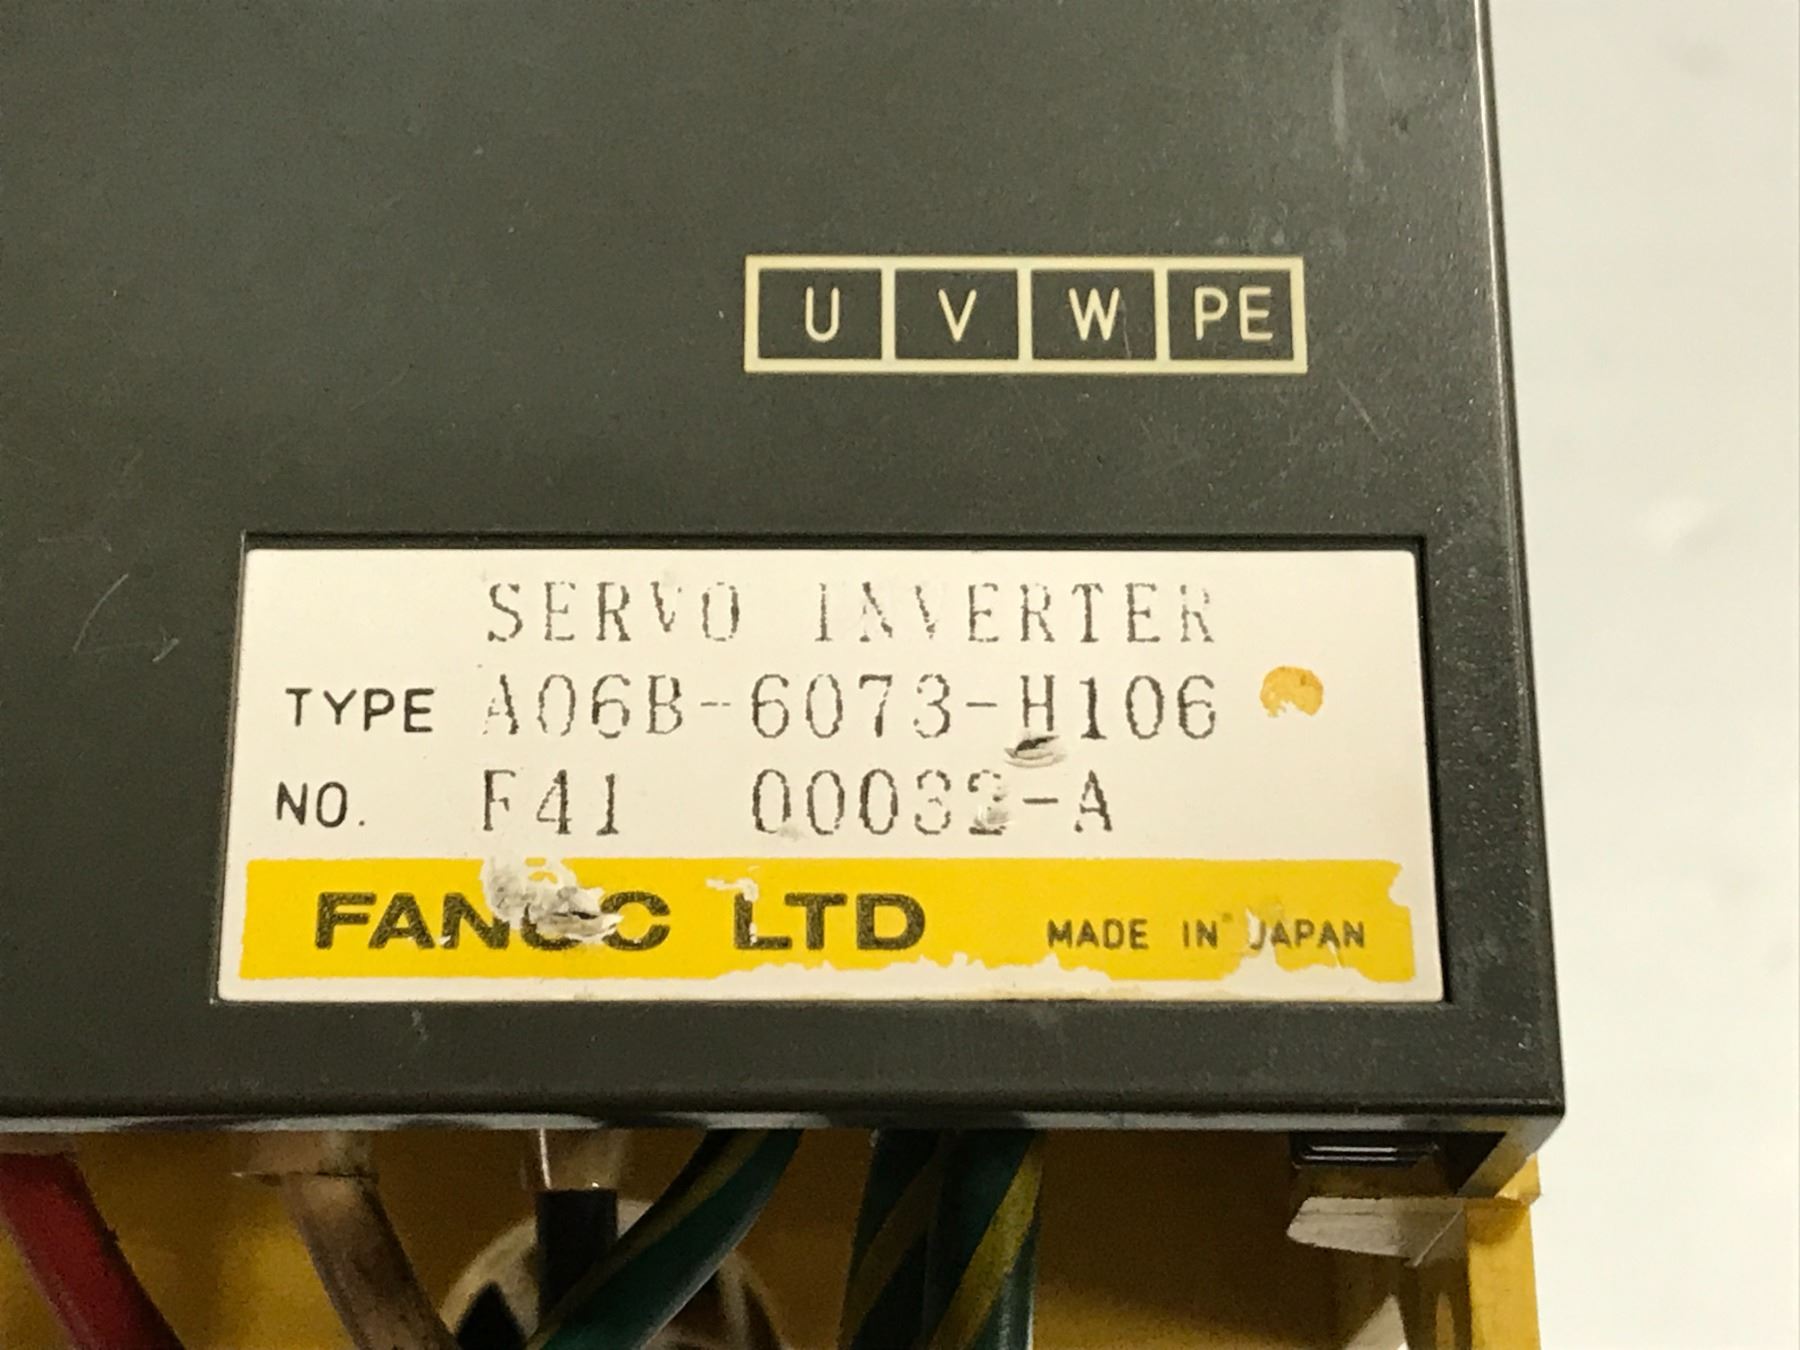 U V W PE
SERVO INVERTER
TYPE A06B-6073-H106
NO. F41 00032-A
FANUC LTD MADE IN JAPAN